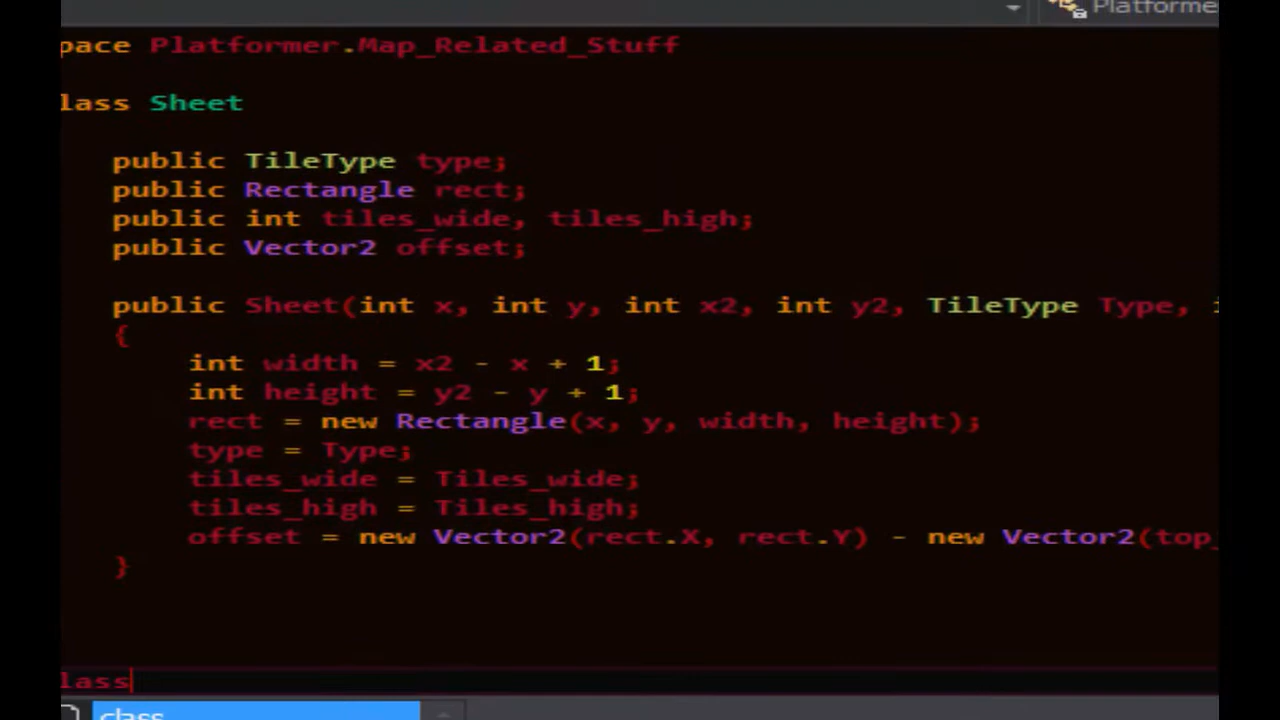 Platforme
pace Platformer.Map_Related_Stuff
lass Sheet
public TileType type;
public Rectangle rect;
public int tiles_wide, tiles_high;
public Vector2 offset;
public Sheet(int x, int y, int x2, int y2, TileType Type, i
{
int width = x2 - x + 1;
int height = y2 - y + 1;
rect = new Rectangle(x, y, width, height);
type = Type;
tiles_wide = Tiles_wide;
tiles_high = Tiles_high;
offset = new Vector2(rect.X, rect.Y) - new Vector2(top_
}
lass
class